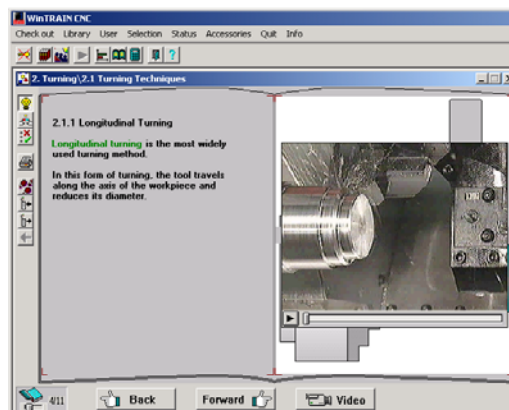 WinTRAIN CNC
Check out Library User Selection Status Accessories Quit Info
2. Turning\2.1 Turning Techniques
2.1.1 Longitudinal Turning
Longitudinal turning is the most widely
used turning method.
In this form of turning, the tool travels
along the axis of the workpiece and
reduces its diameter.
4/11
Back
Forward
Video